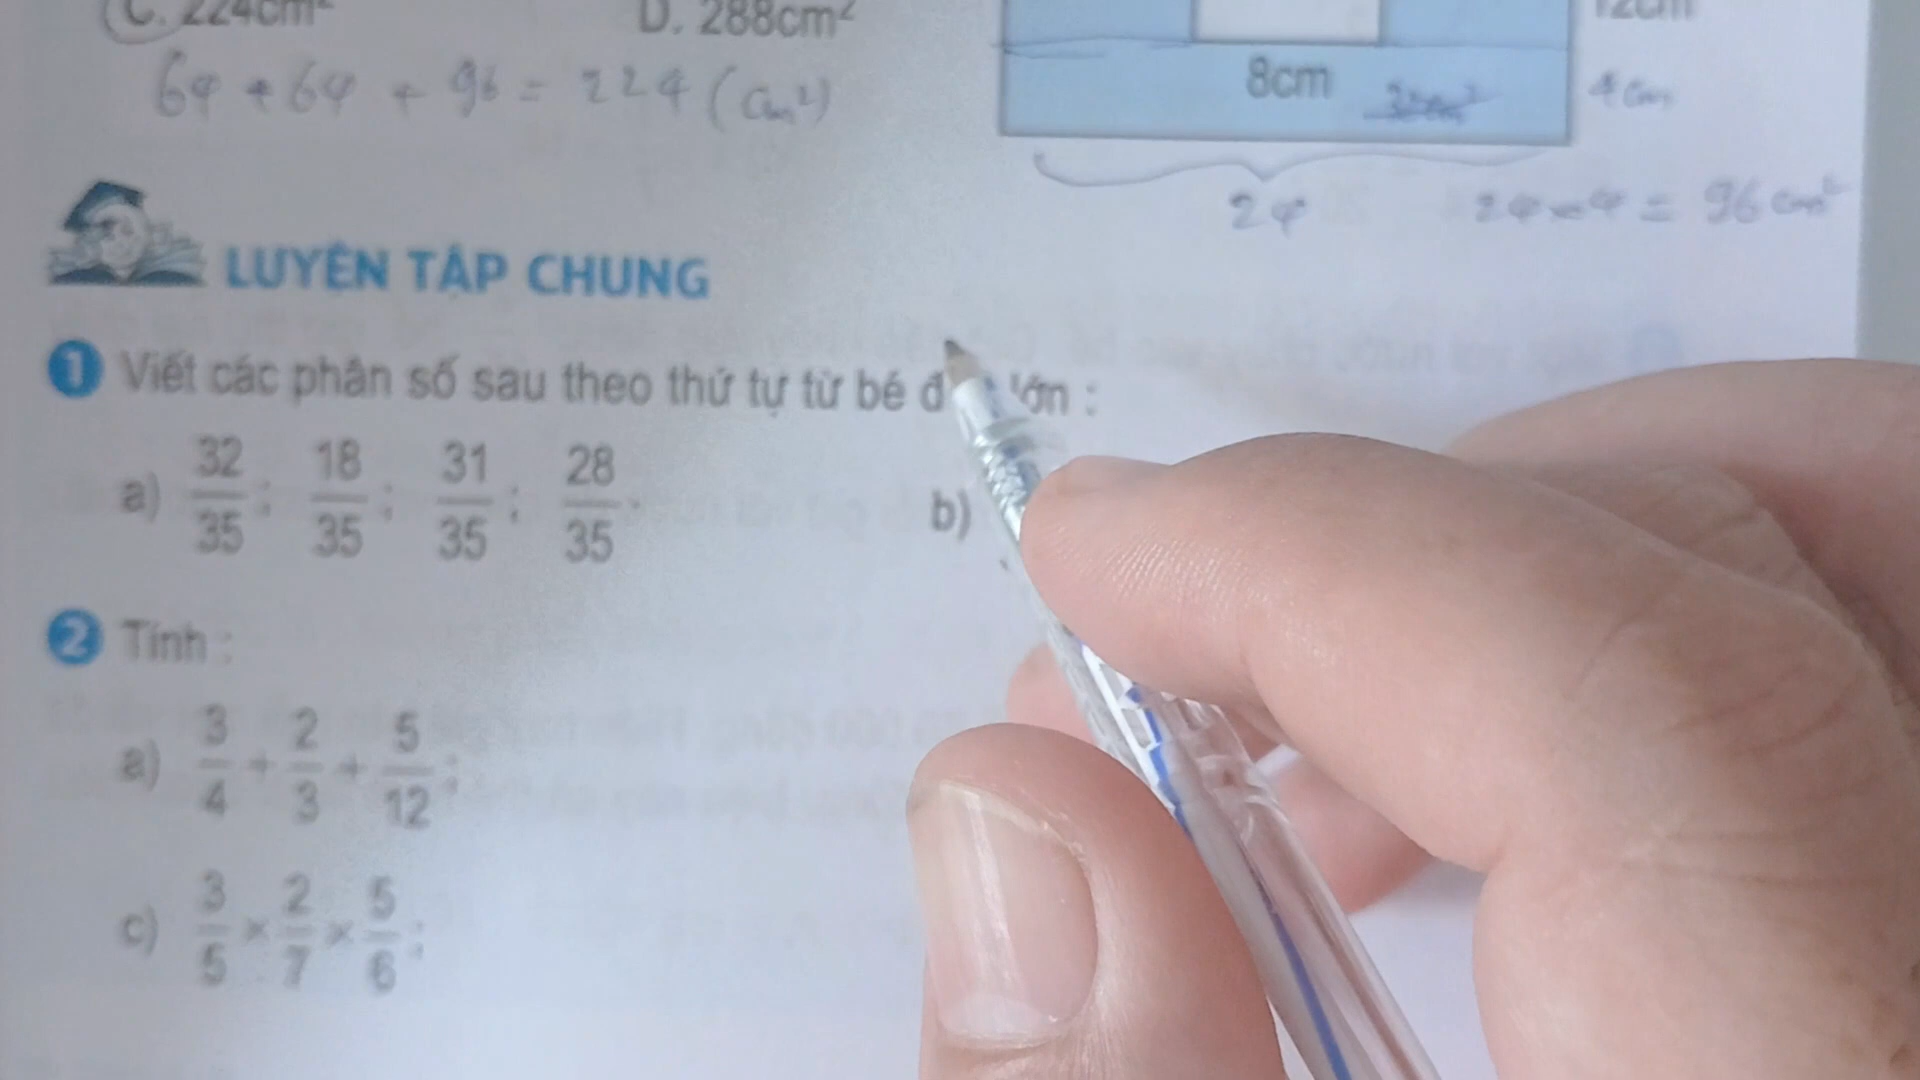 C. 224cm²
D. 288cm²
12cm
64 + 64 + 96 = 224 (cm²)
8cm
4cm
24
24 × 4 = 96 cm²
LUYỆN TẬP CHUNG
1 Viết các phân số sau theo thứ tự từ bé lớn :
a) 32/35 ; 18/35 ; 31/35 ; 28/35 .
b)
2 Tính :
a) 3/4 + 2/3 + 5/12 ;
c) 3/5 × 2/7 × 5/6 ;